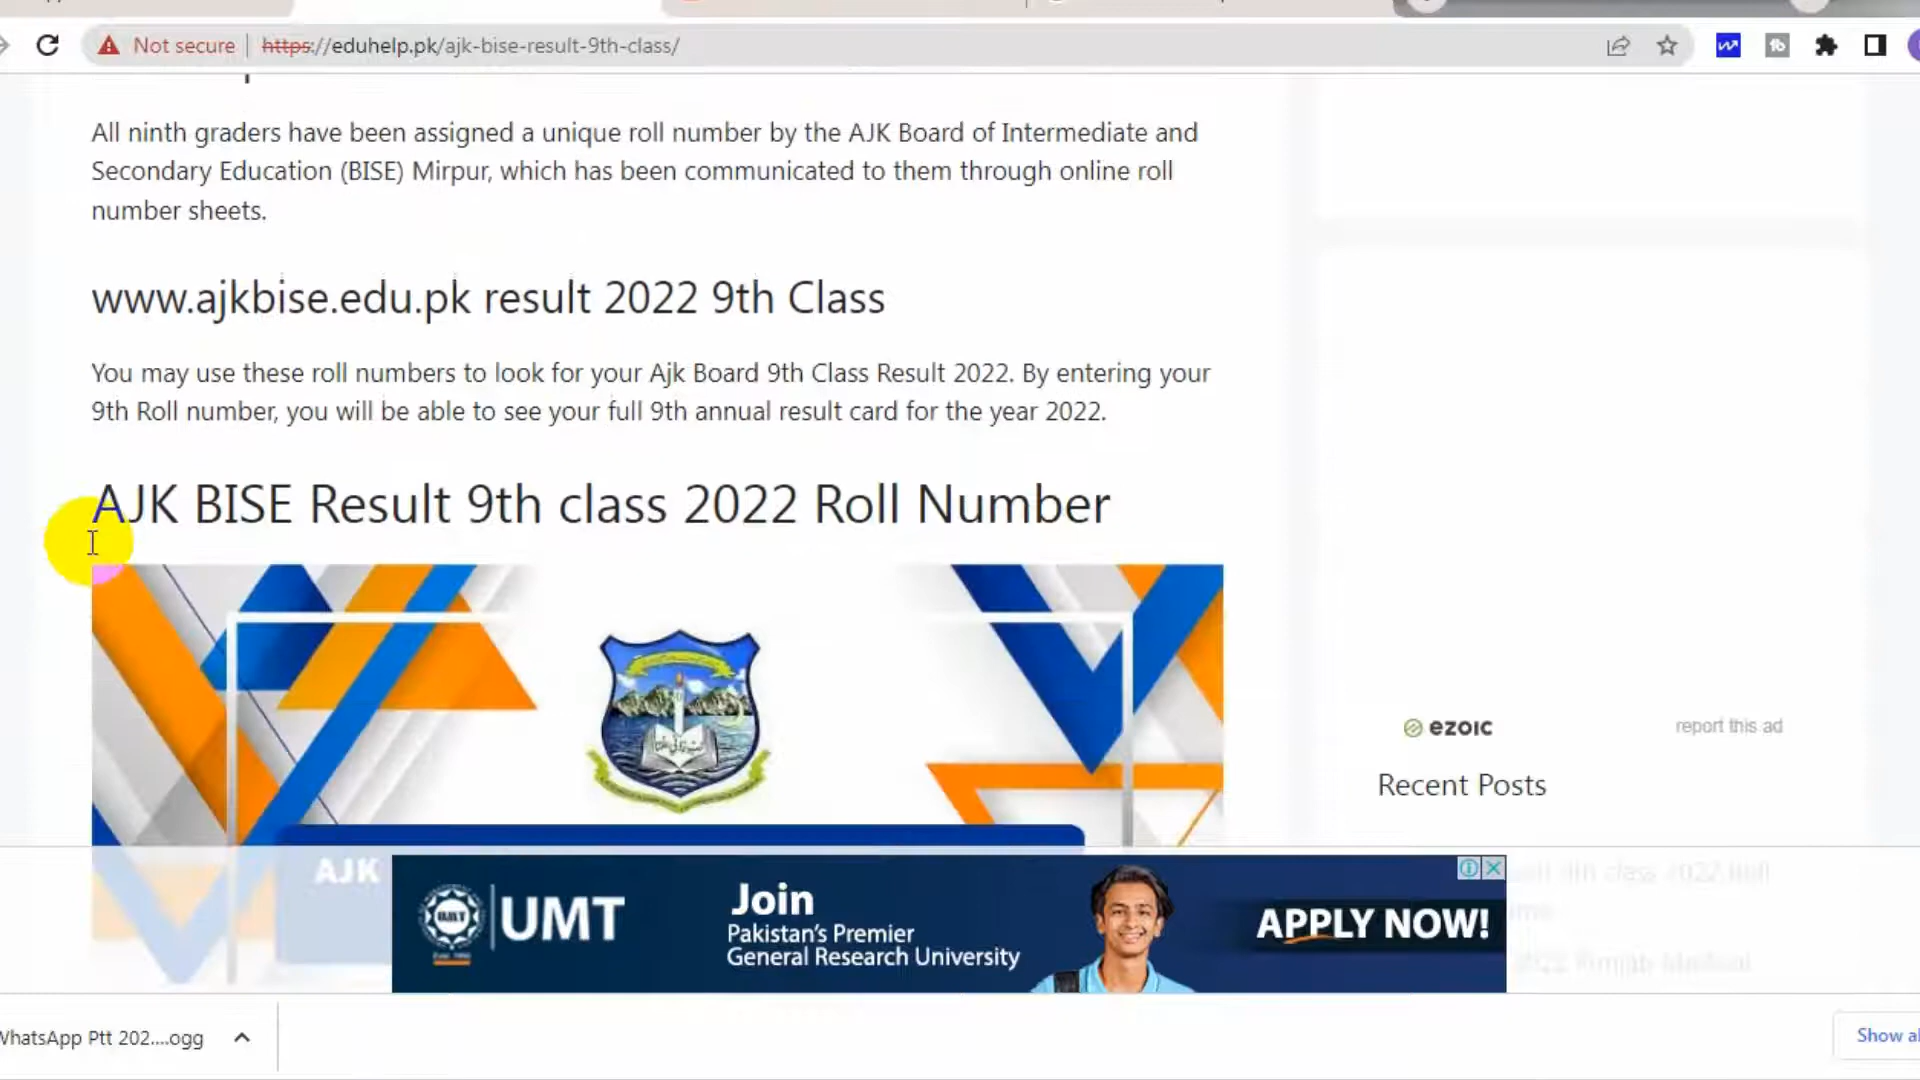 Not secure
https://eduhelp.pk/ajk-bise-result-9th-class/
All ninth graders have been assigned a unique roll number by the AJK Board of Intermediate and
Secondary Education (BISE) Mirpur, which has been communicated to them through online roll
number sheets.
www.ajkbise.edu.pk result 2022 9th Class
You may use these roll numbers to look for your Ajk Board 9th Class Result 2022. By entering your
9th Roll number, you will be able to see your full 9th annual result card for the year 2022.
AJK BISE Result 9th class 2022 Roll Number
ezoic
report this ad
Recent Posts
AJK
UMT
UMT
Join
Pakistan's Premier
General Research University
APPLY NOW!
WhatsApp Ptt 202....ogg
Show al